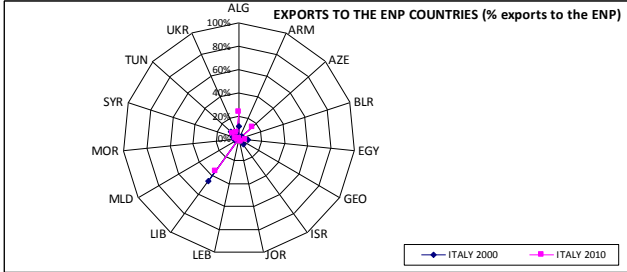 EXPORTS TO THE ENP COUNTRIES (% exports to the ENP)
ALG
ARM
AZE
BLR
EGY
GEO
ISR
JOR
LEB
LIB
MLD
MOR
SYR
TUN
UKR
100%
80%
60%
40%
20%
0%
ITALY 2000
ITALY 2010